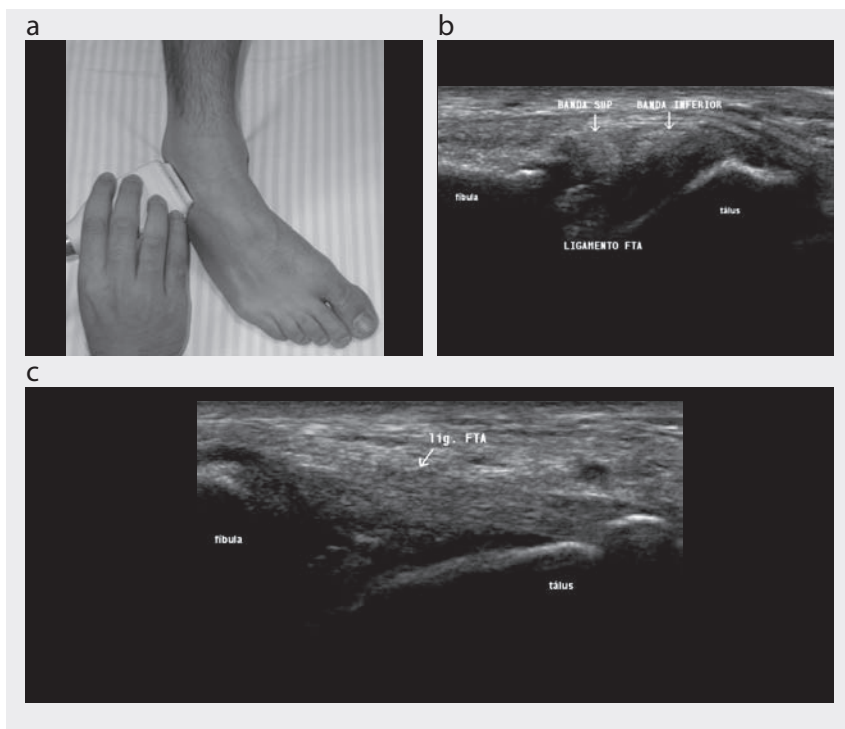 a
b
BANDA SUP
BANDA INFERIOR
fíbula
tálus
LIGAMENTO FTA
c
lig. FTA
fíbula
tálus